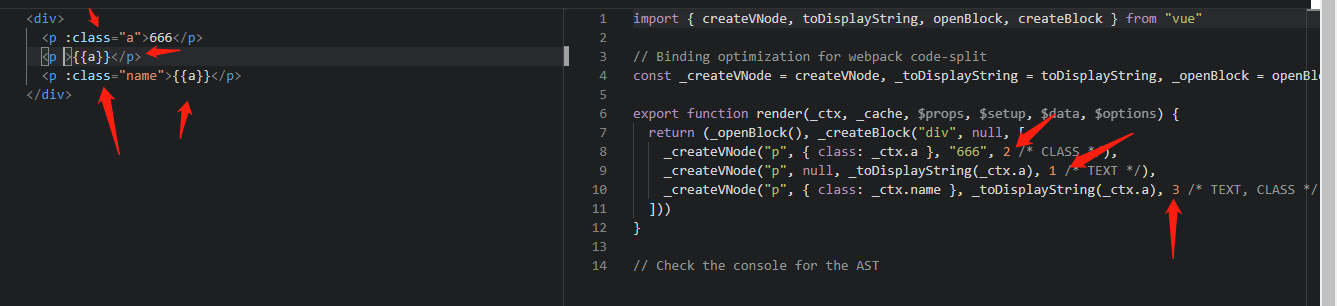 <div>
<p :class="a">666</p>
<p >{{a}}</p>
<p :class="name">{{a}}</p>
</div>
1 import { createVNode, toDisplayString, openBlock, createBlock } from "vue"
2
3 // Binding optimization for webpack code-split
4 const _createVNode = createVNode, _toDisplayString = toDisplayString, _openBlock = openBl
5
6 export function render(_ctx, _cache, $props, $setup, $data, $options) {
7 return (_openBlock(), _createBlock("div", null, [
8 _createVNode("p", { class: _ctx.a }, "666", 2 /* CLASS */),
9 _createVNode("p", null, _toDisplayString(_ctx.a), 1 /* TEXT */),
10 _createVNode("p", { class: _ctx.name }, _toDisplayString(_ctx.a), 3 /* TEXT, CLASS */
11 ]))
12 }
13
14 // Check the console for the AST